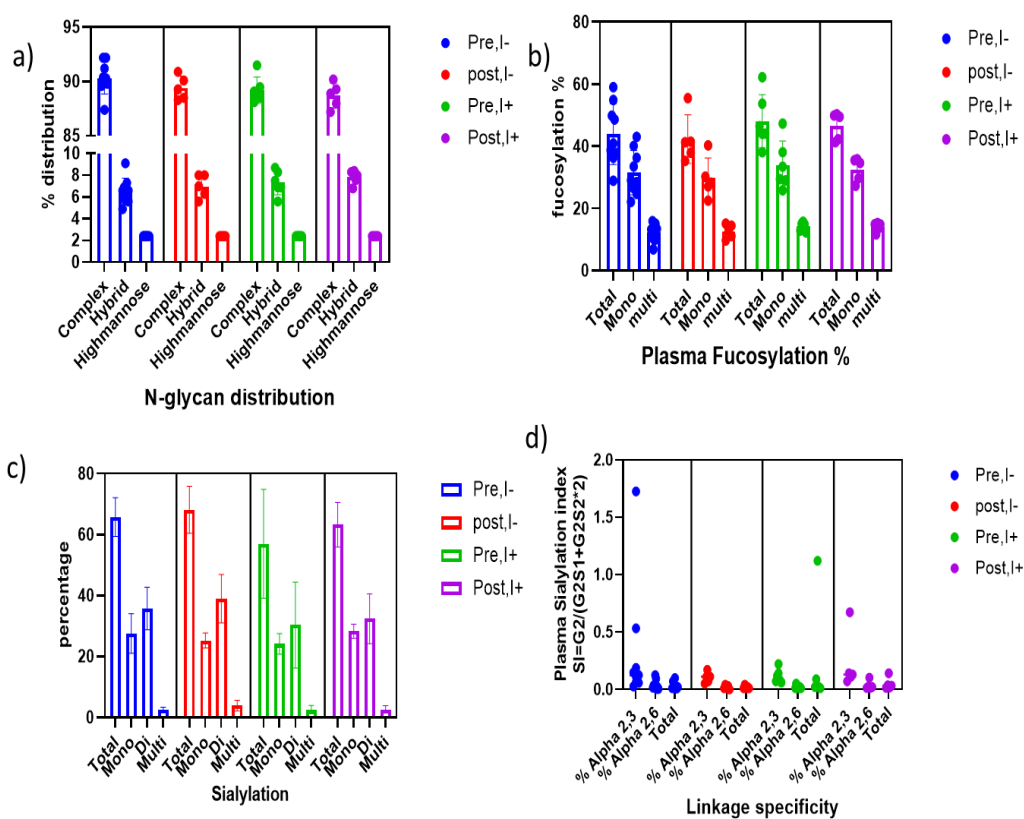 a)
% distribution
95
90
85
10
8
6
4
2
0
Complex
Hybrid
Highmannose
Complex
Hybrid
Highmannose
Complex
Hybrid
Highmannose
Complex
Hybrid
Highmannose
N-glycan distribution
Pre,I-
post,I-
Pre,I+
Post,I+
b)
fucosylation %
80
60
40
20
0
Total
Mono
multi
Total
Mono
multi
Total
Mono
multi
Total
Mono
multi
Plasma Fucosylation %
Pre,I-
post,I-
Pre,I+
Post,I+
c)
percentage
80
60
40
20
0
Total
Mono
Di
Multi
Total
Mono
Di
Multi
Total
Mono
Di
Multi
Total
Mono
Di
Multi
Sialylation
Pre,I-
post,I-
Pre,I+
Post,I+
d)
Plasma Sialylation index
SI=G2/(G2S1+G2S2*2)
2.0
1.5
1.0
0.5
0.0
% Alpha 2,3
% Alpha 2,6
Total
% Alpha 2,3
% Alpha 2,6
Total
% Alpha 2,3
% Alpha 2,6
Total
% Alpha 2,3
% Alpha 2,6
Total
Linkage specificity
Pre,I-
post,I-
Pre,I+
Post,I+